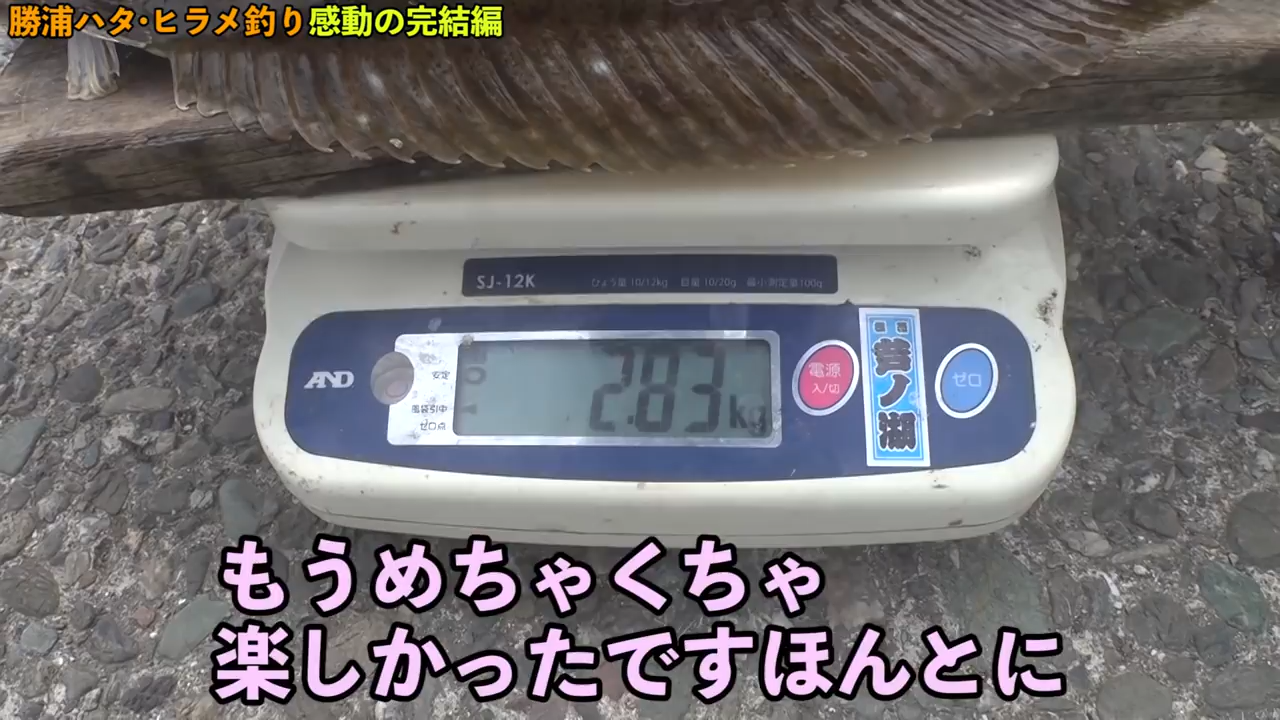 勝浦ハタ・ヒラメ釣り感動の完結編
SJ-12K ひょう量 10/12kg 目量 10/20g 最小測定量100g
AND
安定
風袋引中
ゼロ点
2.83kg
電源
入/切
芦ノ湖
ゼロ
もうめちゃくちゃ
楽しかったですほんとに